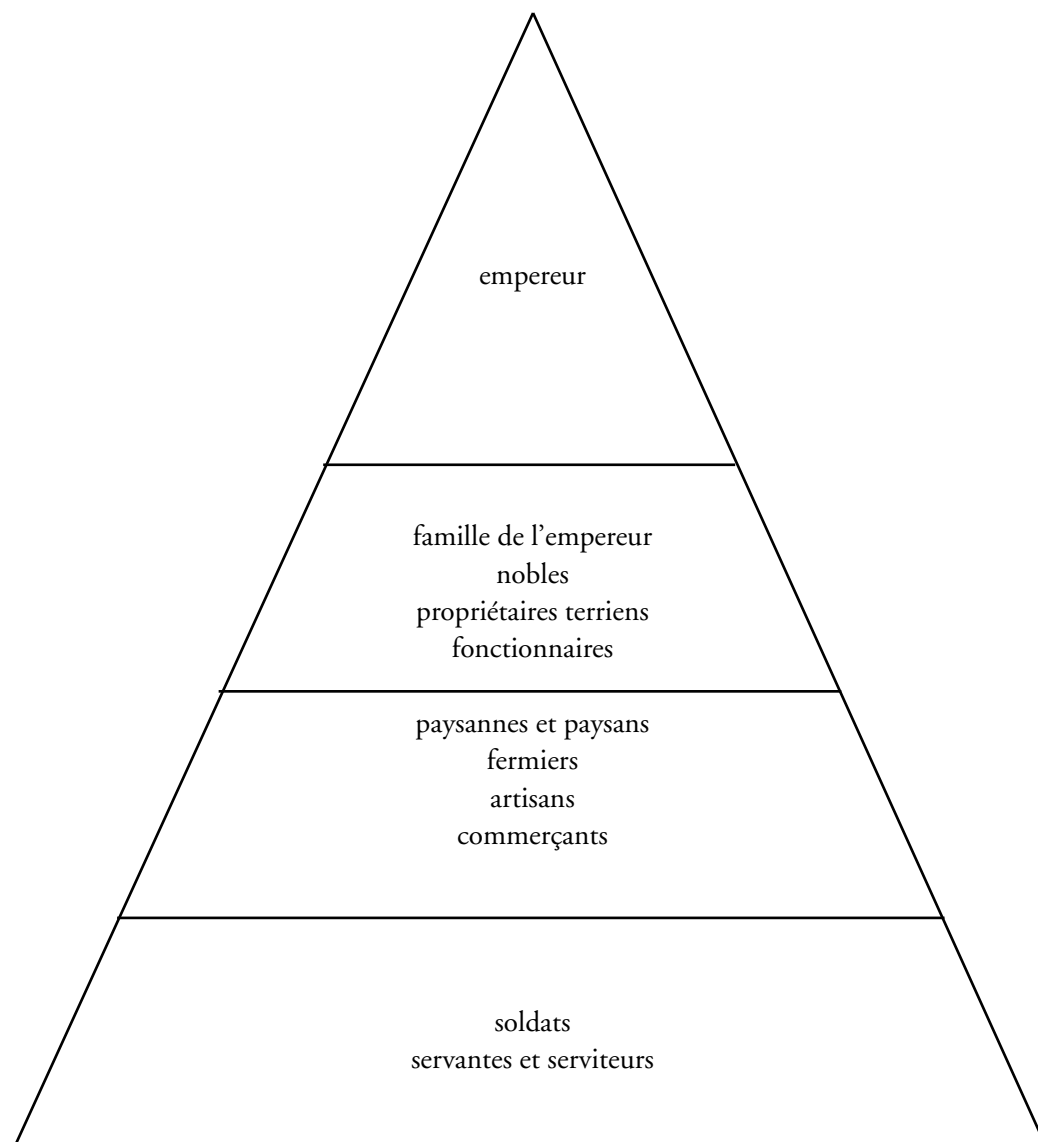 empereur
famille de l’empereur
nobles
propriétaires terriens
fonctionnaires
paysannes et paysans
fermiers
artisans
commerçants
soldats
servantes et serviteurs